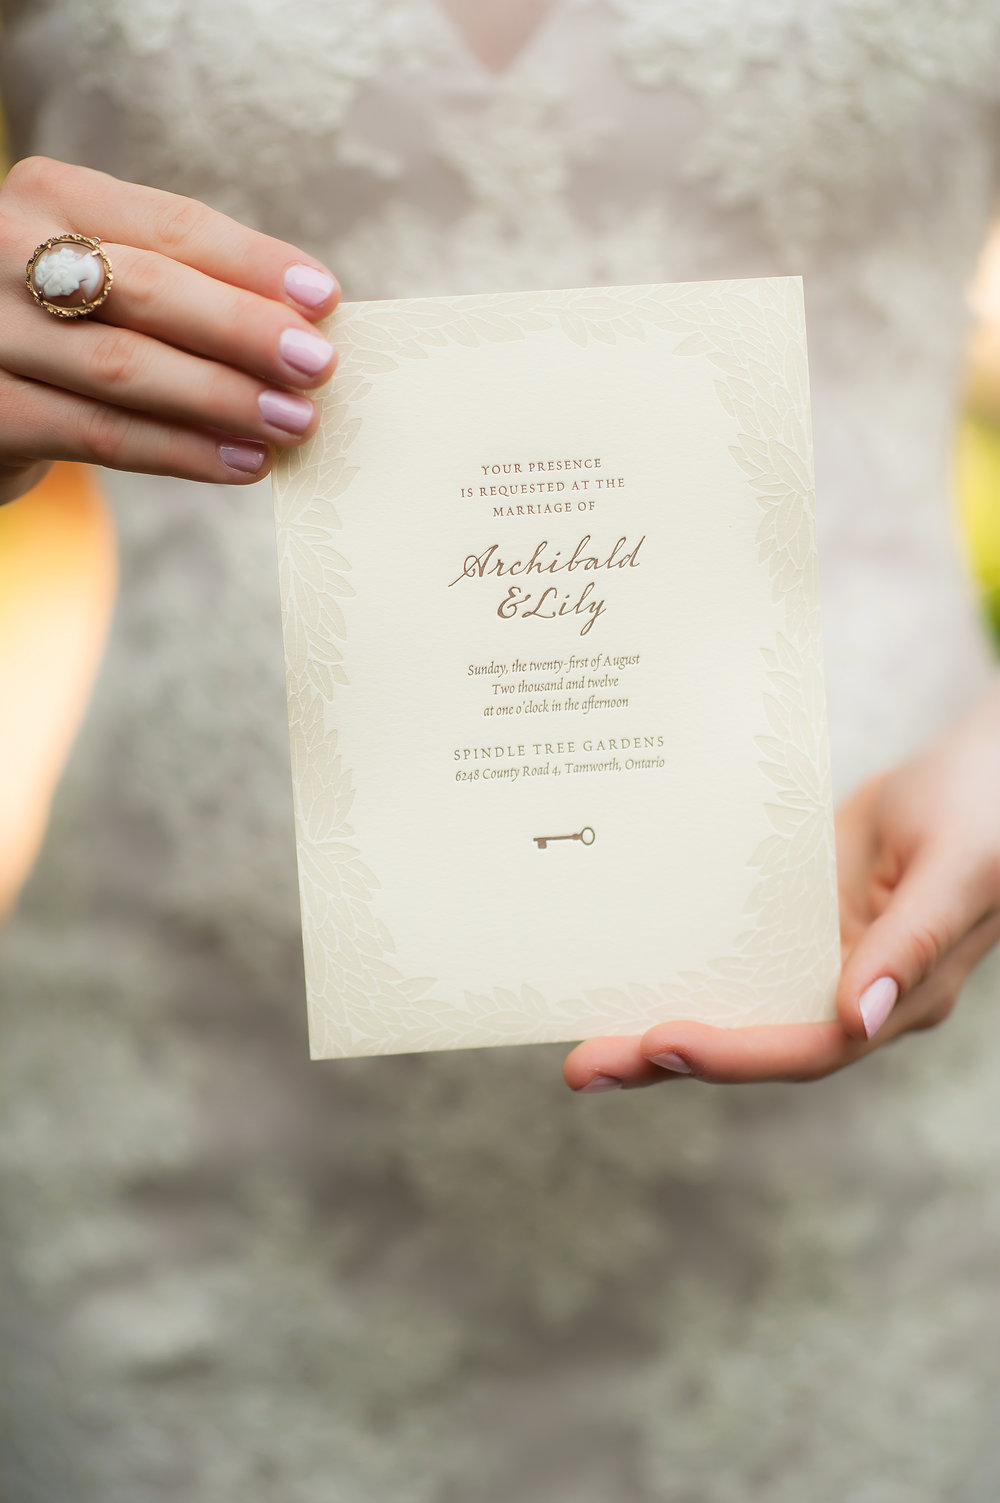 YOUR PRESENCE
IS REQUESTED AT THE
MARRIAGE OF
Archibald
& Lily
Sunday, the twenty-first of August
Two thousand and twelve
at one o'clock in the afternoon
SPINDLE TREE GARDENS
6248 County Road 4, Tamworth, Ontario